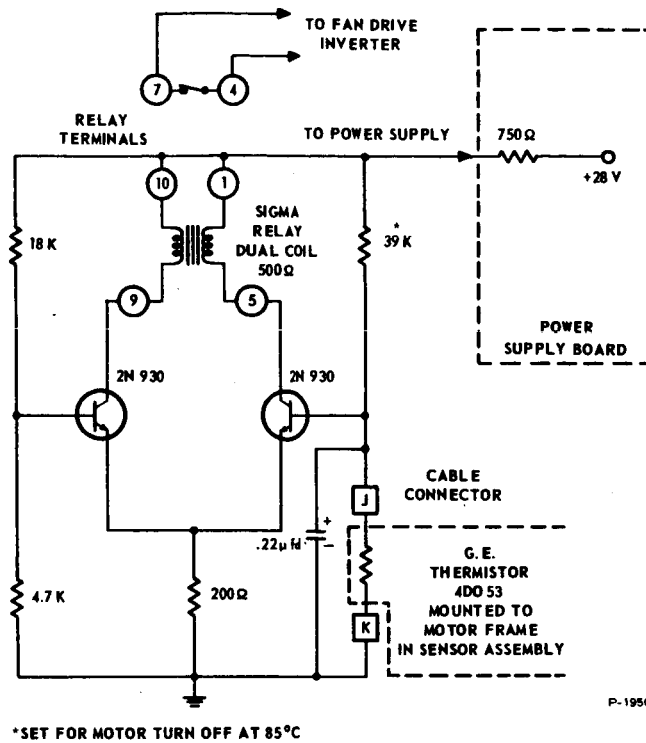 TO FAN DRIVE
INVERTER
7
4
RELAY
TERMINALS
TO POWER SUPPLY
750Ω
+28 V
10
1
18 K
SIGMA
RELAY
DUAL COIL
500Ω
*
39 K
9
5
POWER
SUPPLY BOARD
2N 930
2N 930
CABLE
CONNECTOR
J
+
.22μfd
−
G.E.
THERMISTOR
4DO 53
MOUNTED TO
MOTOR FRAME
IN SENSOR ASSEMBLY
4.7 K
200Ω
K
P-1950
*SET FOR MOTOR TURN OFF AT 85°C